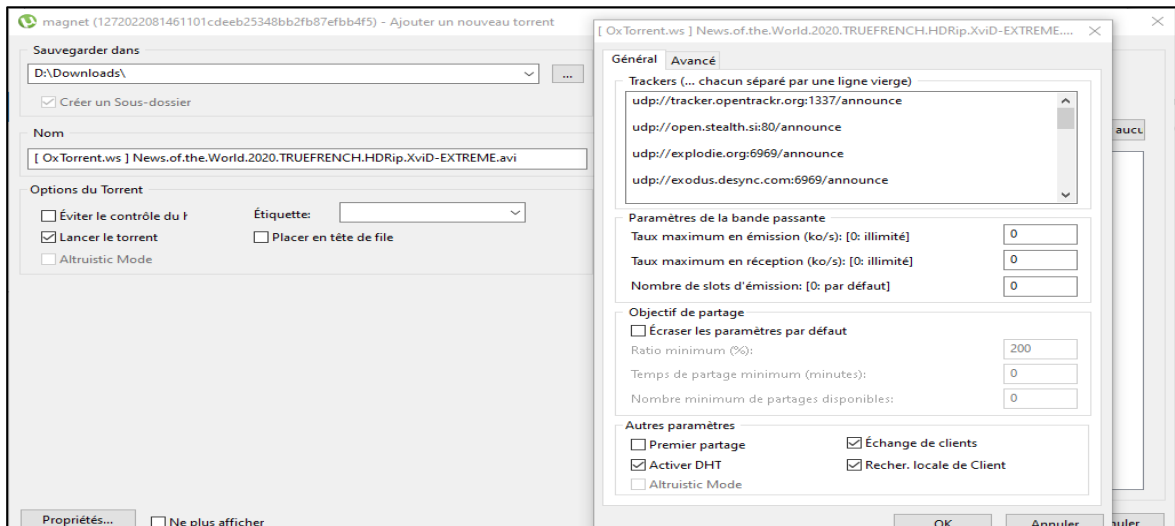 magnet (1272022081461101cdeeb25348bb2fb87efbb4f5) - Ajouter un nouveau torrent
Sauvegarder dans
D:\Downloads\
...
Créer un Sous-dossier
Nom
[ OxTorrent.ws ] News.of.the.World.2020.TRUEFRENCH.HDRip.XviD-EXTREME.avi
Options du Torrent
Éviter le contrôle du
Étiquette:
Lancer le torrent
Placer en tête de file
Altruistic Mode
Propriétés...
Ne plus afficher
[ OxTorrent.ws ] News.of.the.World.2020.TRUEFRENCH.HDRip.XviD-EXTREME....
Général
Avancé
Trackers (... chacun séparé par une ligne vierge)
udp://tracker.opentrackr.org:1337/announce
udp://open.stealth.si:80/announce
udp://explodie.org:6969/announce
udp://exodus.desync.com:6969/announce
Paramètres de la bande passante
Taux maximum en émission (ko/s): [0: illimité]
0
Taux maximum en réception (ko/s): [0: illimité]
0
Nombre de slots d'émission: [0: par défaut]
0
Objectif de partage
Écraser les paramètres par défaut
Ratio minimum (%):
200
Temps de partage minimum (minutes):
0
Nombre minimum de partages disponibles:
0
Autres paramètres
Premier partage
Échange de clients
Activer DHT
Recher. locale de Client
Altruistic Mode
OK
Annuler